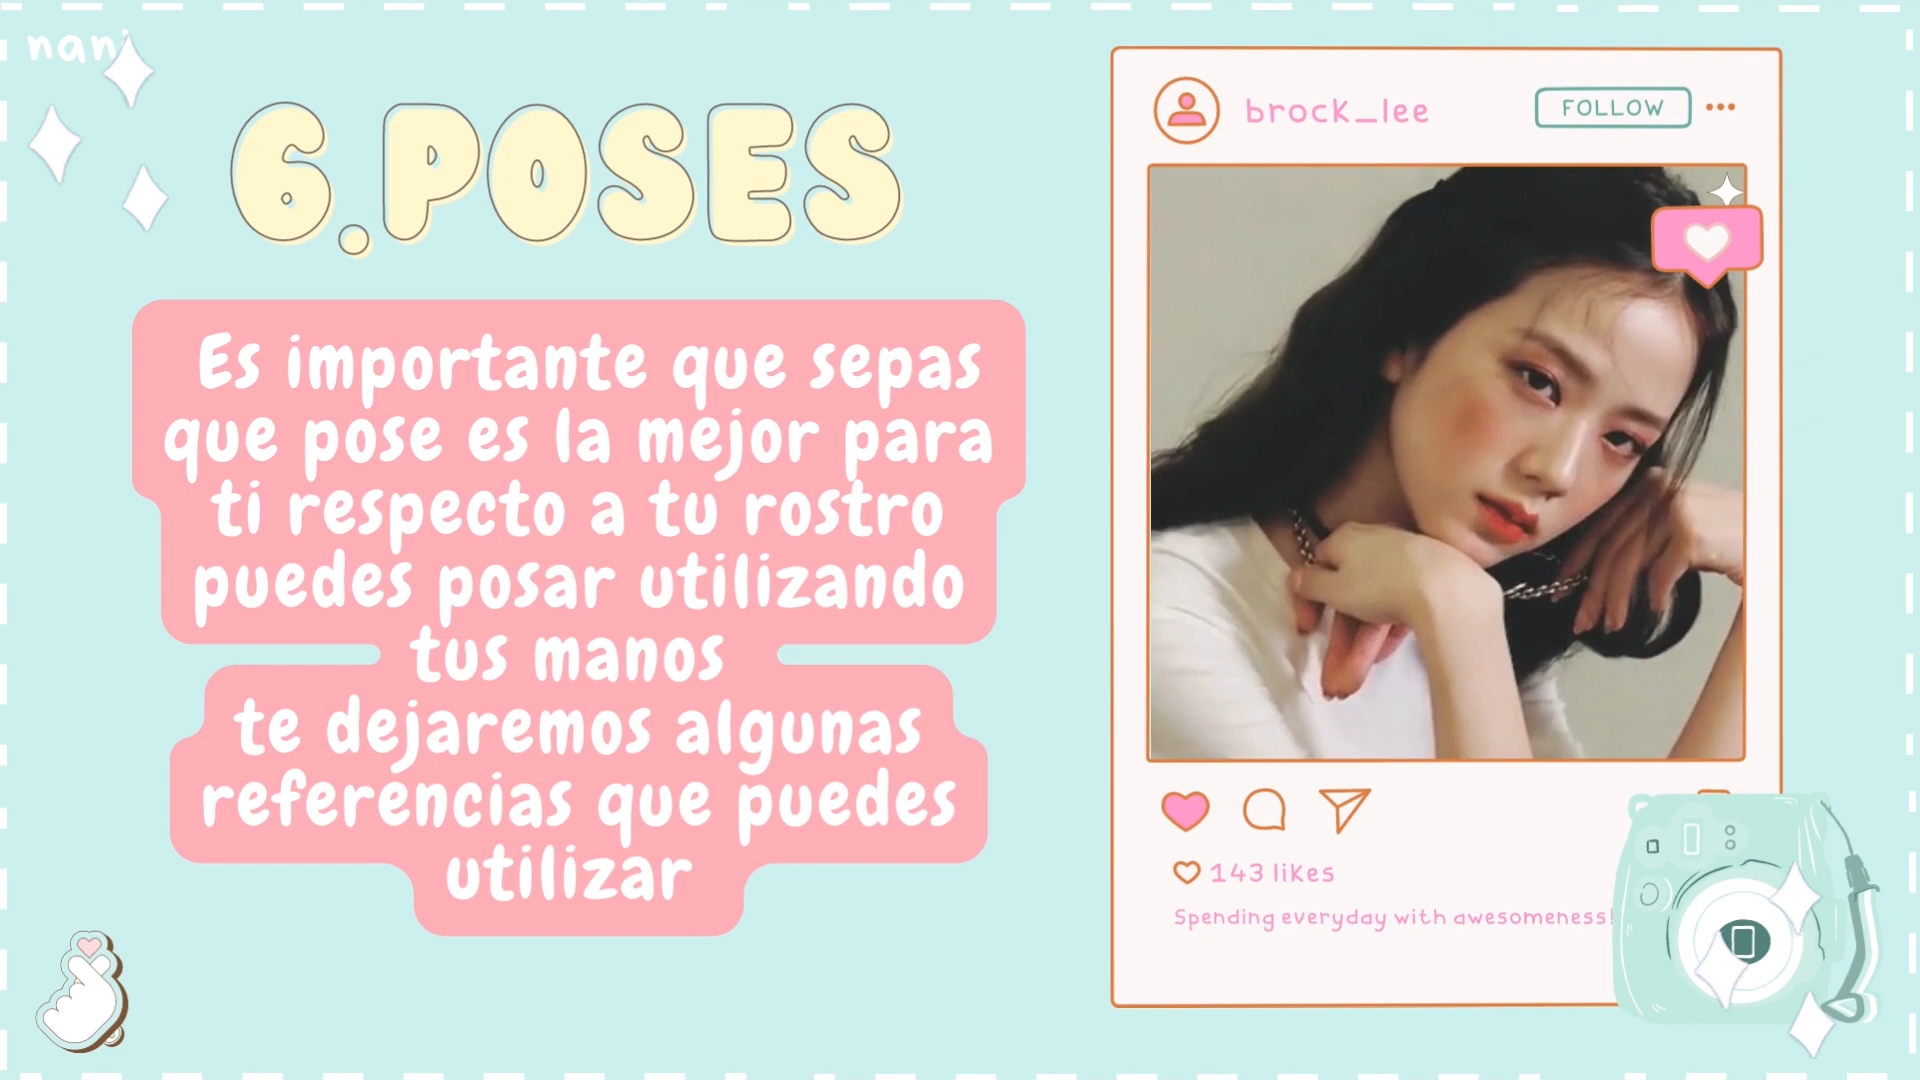 nani
6.POSES
Es importante que sepas
que pose es la mejor para
ti respecto a tu rostro
puedes posar utilizando
tus manos
te dejaremos algunas
referencias que puedes
utilizar
brock_lee
FOLLOW
143 likes
Spending everyday with awesomeness!